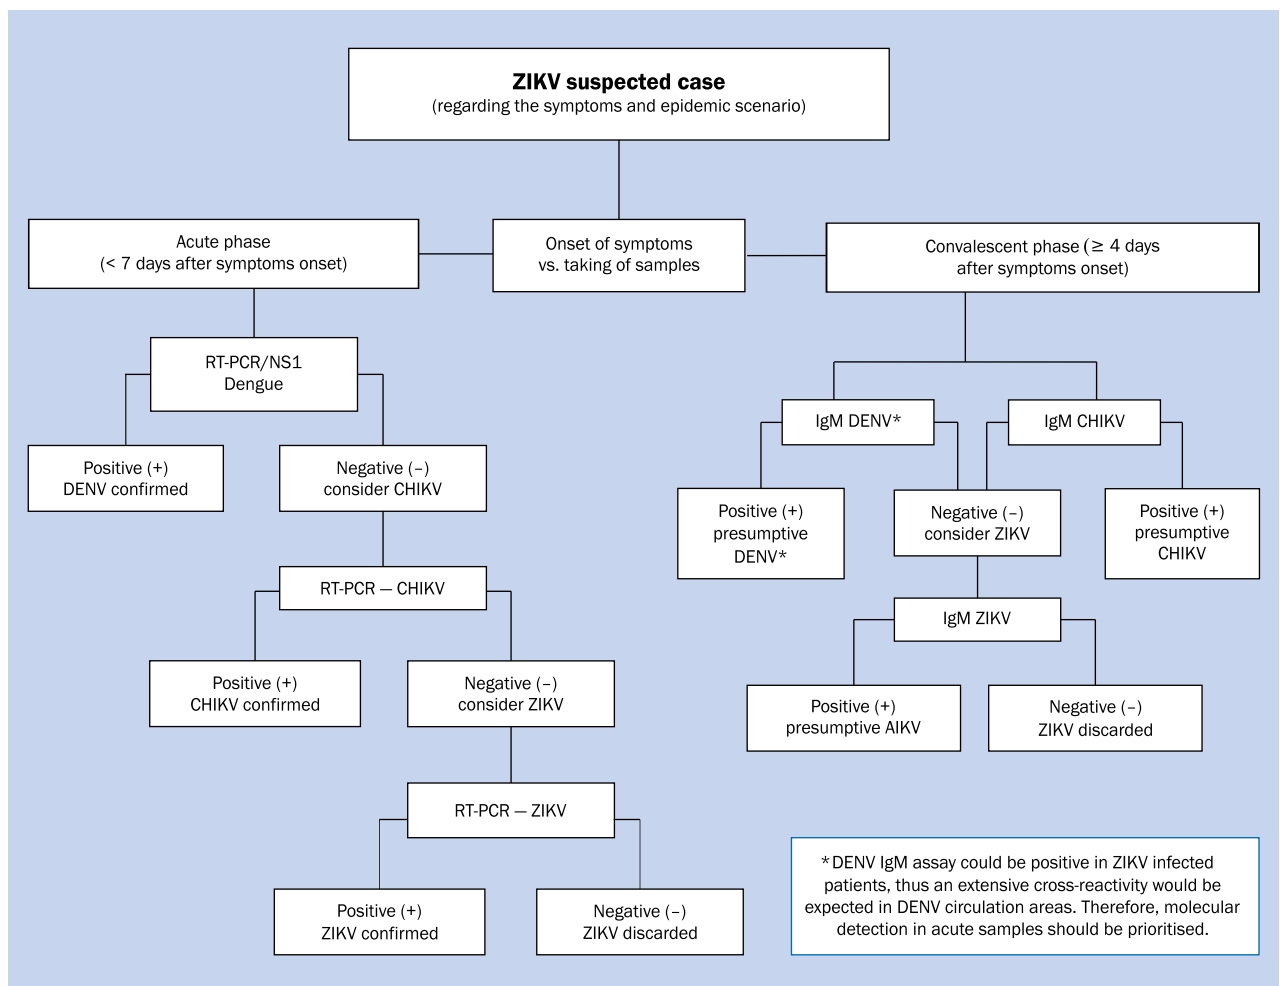 ZIKV suspected case
(regarding the symptoms and epidemic scenario)
Acute phase
(< 7 days after symptoms onset)
Onset of symptoms
vs. taking of samples
Convalescent phase (≥ 4 days
after symptoms onset)
RT-PCR/NS1
Dengue
Positive (+)
DENV confirmed
Negative (–)
consider CHIKV
RT-PCR — CHIKV
Positive (+)
CHIKV confirmed
Negative (–)
consider ZIKV
RT-PCR — ZIKV
Positive (+)
ZIKV confirmed
Negative (–)
ZIKV discarded
IgM DENV*
IgM CHIKV
Positive (+)
presumptive
DENV*
Negative (–)
consider ZIKV
Positive (+)
presumptive
CHIKV
IgM ZIKV
Positive (+)
presumptive AIKV
Negative (–)
ZIKV discarded
*DENV IgM assay could be positive in ZIKV infected
patients, thus an extensive cross-reactivity would be
expected in DENV circulation areas. Therefore, molecular
detection in acute samples should be prioritised.